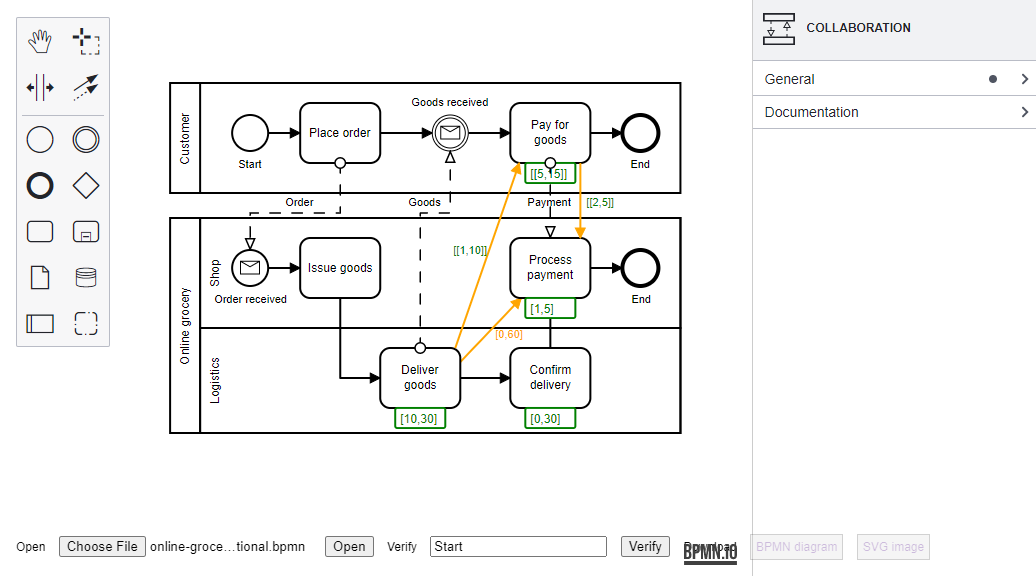 COLLABORATION
General
Documentation
Customer
Place order
Start
Goods received
Pay for
goods
End
[[5,15]]
Order
Goods
Payment
[[2,5]]
Online grocery
Shop
Order received
Issue goods
[[1,10]]
Process
payment
End
[1,5]
[[0,60]]
Logistics
Deliver
goods
Confirm
delivery
[10,30]
[0,30]
Open
Choose File
online-groce…tional.bpmn
Open
Verify
Start
Verify
Download
BPMN.iO
BPMN diagram
SVG image